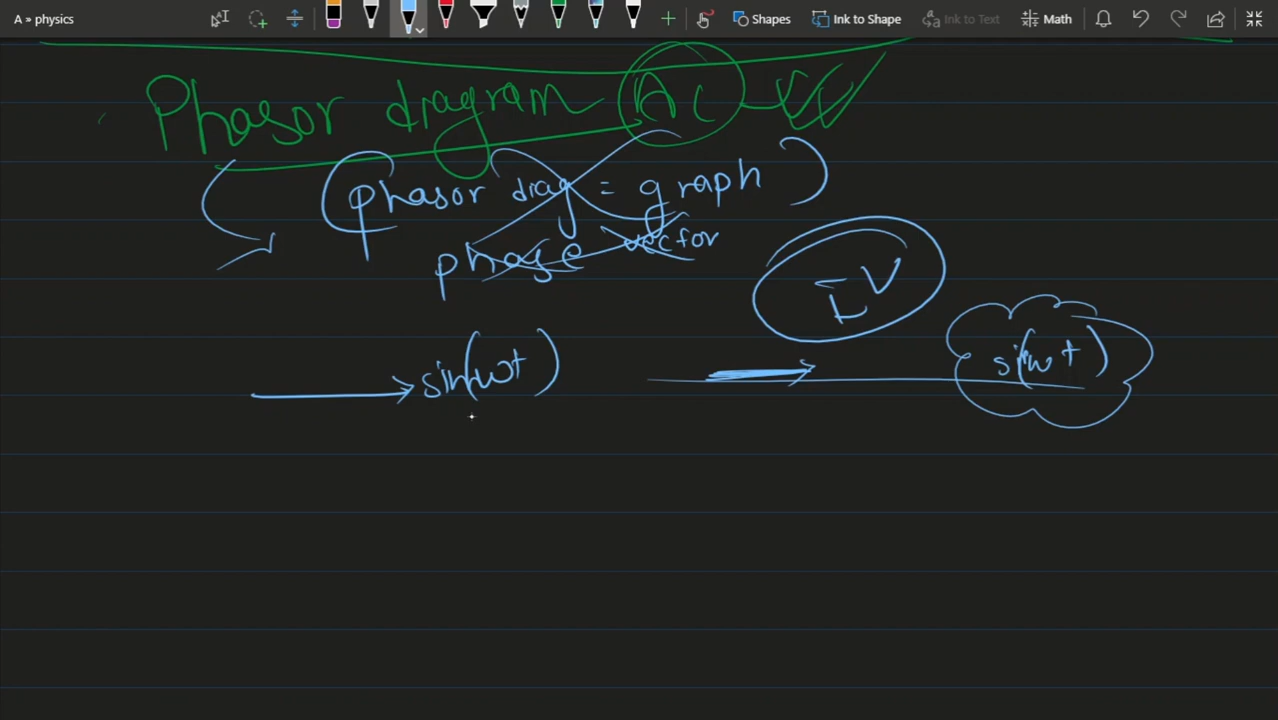 A » physics
Shapes Ink to Shape Ink to Text Math
Phasor diagram AC
(phasor diag = graph)
phase vector
I V
sin(wt) sin(wt)